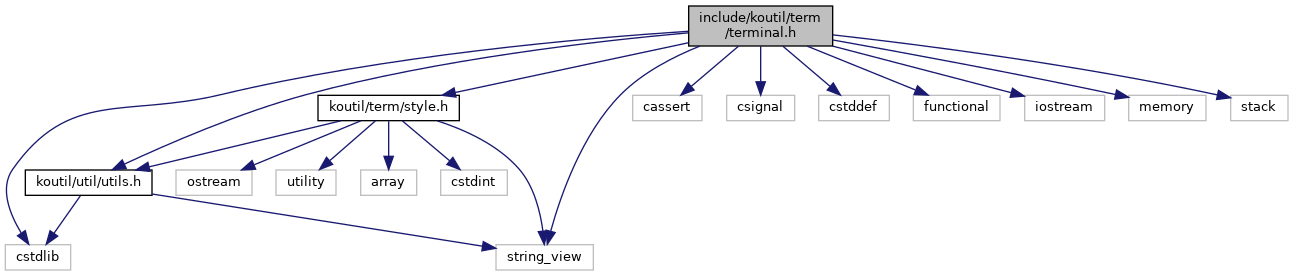 include/koutil/term
/terminal.h
koutil/term/style.h
cassert
csignal
cstddef
functional
iostream
memory
stack
koutil/util/utils.h
ostream
utility
array
cstdint
cstdlib
string_view